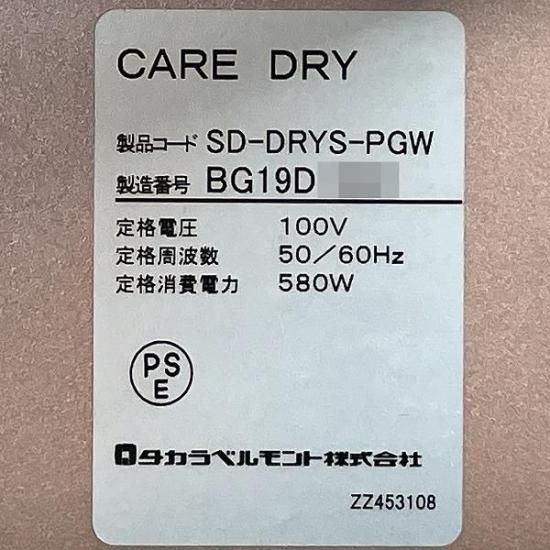 CARE DRY
製品コード SD-DRYS-PGW
製造番号 BG19D
定格電圧 100V
定格周波数 50/60Hz
定格消費電力 580W
PS
E
タカラベルモント株式会社
ZZ453108